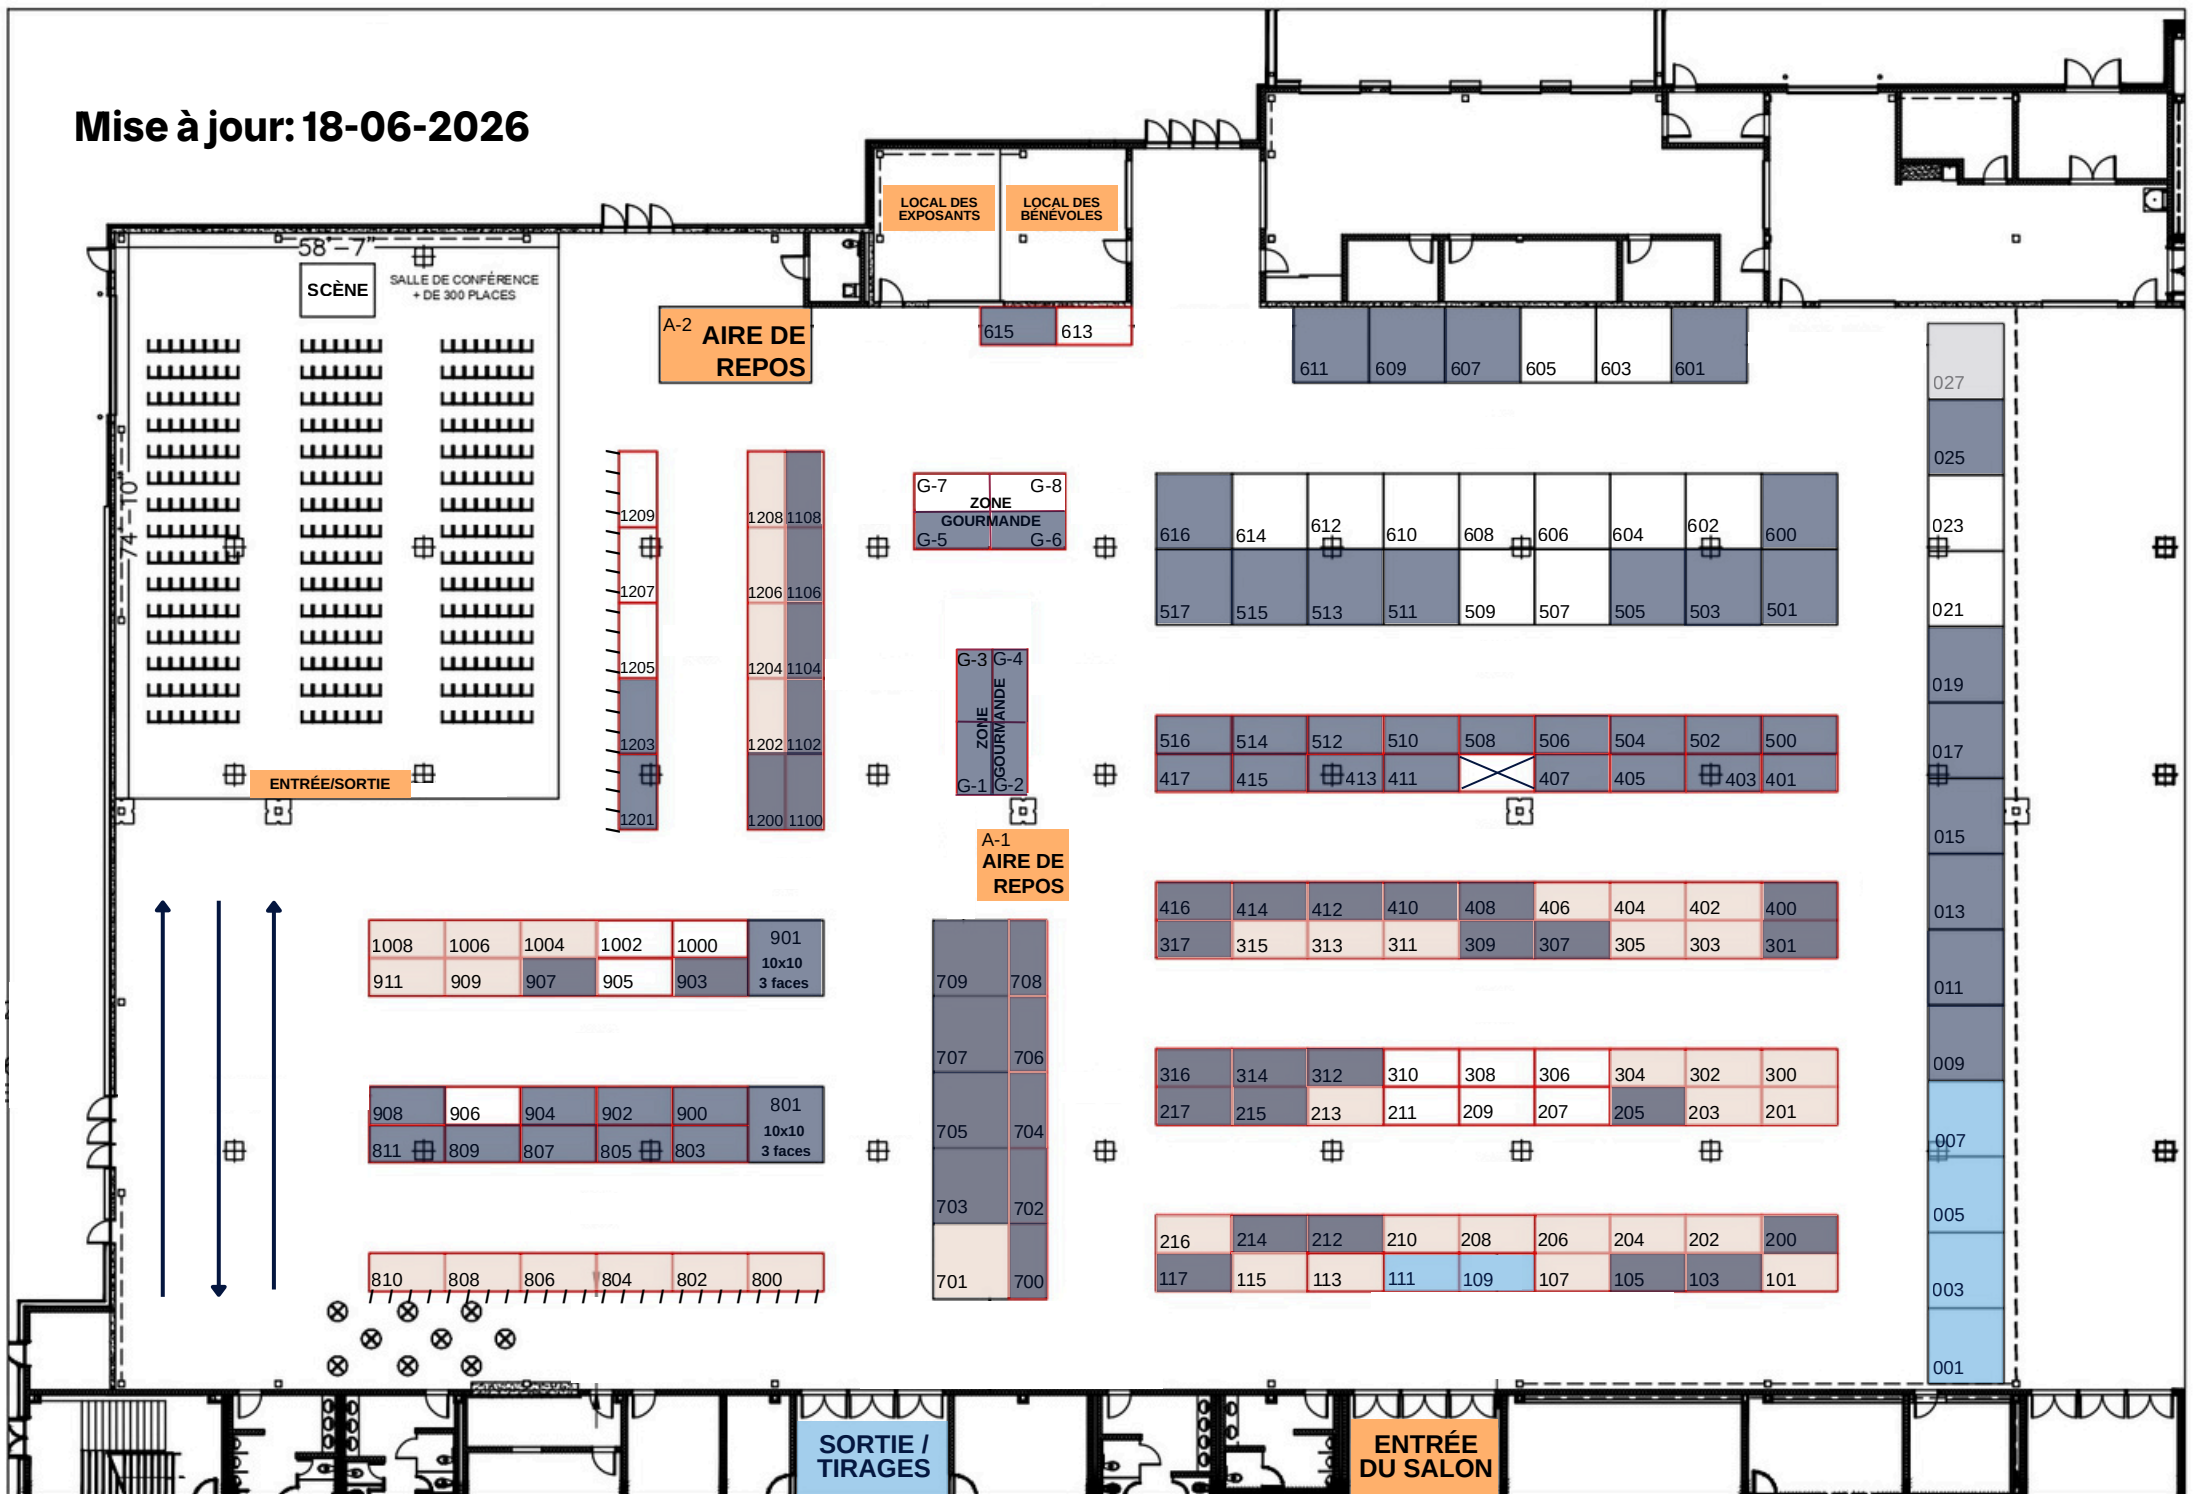 Mise à jour: 18-06-2026
LOCAL DES
EXPOSANTS
LOCAL DES
BÉNÉVOLES
58'-7"
SCÈNE
SALLE DE CONFÉRENCE
+ DE 300 PLACES
74'-10"
ENTRÉE/SORTIE
A-2
AIRE DE
REPOS
615 613
611 609 607 605 603 601
027
025
023
021
019
017
015
013
011
009
007
005
003
001
1209
1207
1205
1203
1201
1208 1108
1206 1106
1204 1104
1202 1102
1200 1100
G-7 G-8
ZONE
GOURMANDE
G-5 G-6
G-3 G-4
ZONE
GOURMANDE
G-1 G-2
A-1
AIRE DE
REPOS
616 614 612 610 608 606 604 602 600
517 515 513 511 509 507 505 503 501
516 514 512 510 508 506 504 502 500
417 415 413 411 407 405 403 401
416 414 412 410 408 406 404 402 400
317 315 313 311 309 307 305 303 301
316 314 312 310 308 306 304 302 300
217 215 213 211 209 207 205 203 201
216 214 212 210 208 206 204 202 200
117 115 113 111 109 107 105 103 101
1008 1006 1004 1002 1000
911 909 907 905 903
901
10x10
3 faces
908 906 904 902 900
811 809 807 805 803
801
10x10
3 faces
810 808 806 804 802 800
709 708
707 706
705 704
703 702
701 700
SORTIE /
TIRAGES
ENTRÉE
DU SALON